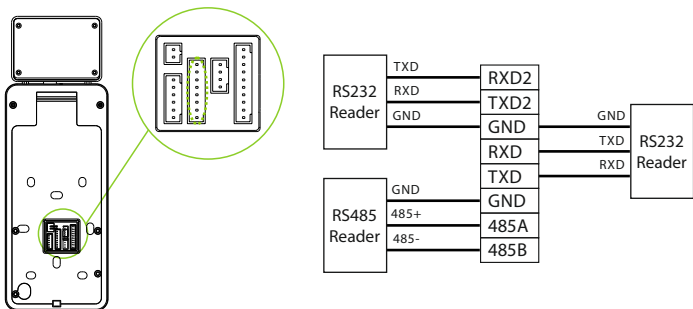 TXD
RXD
GND
RS232
Reader
RXD2
TXD2
GND
RXD
TXD
GND
485A
485B
GND
TXD
RXD
RS232
Reader
GND
485+
485-
RS485
Reader